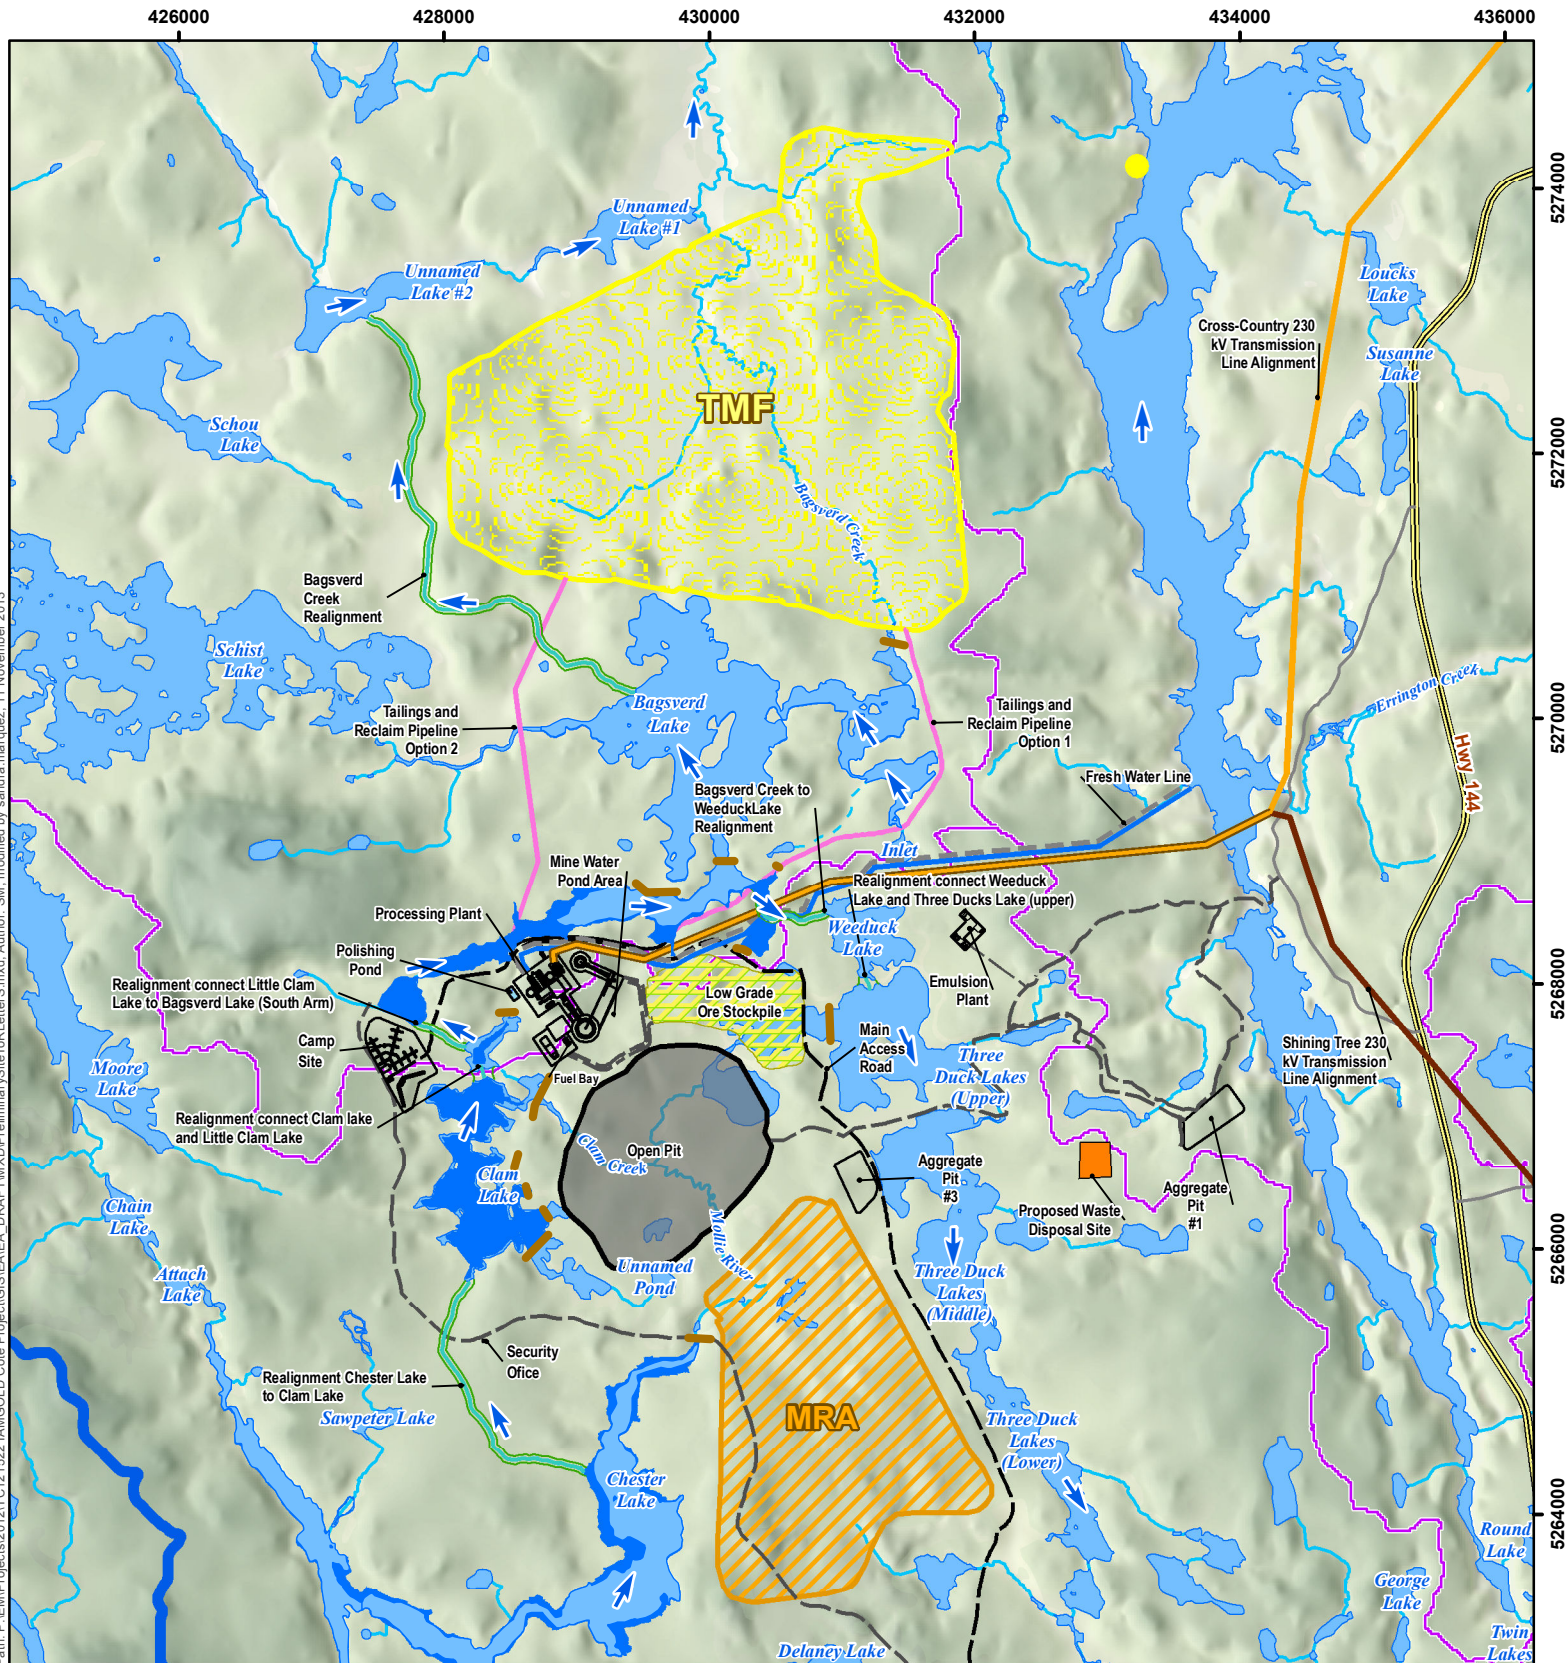 426000
428000
430000
432000
434000
436000
5274000
5272000
5270000
5268000
5266000
5264000
Unnamed
Lake #1
Unnamed
Lake #2
Loucks
Lake
Cross-Country 230
kV Transmission
Line Alignment
Susanne
Lake
TMF
Schou
Lake
Bagsverd Creek
Bagsverd
Creek
Realignment
Schist
Lake
Bagsverd
Lake
Errington Creek
Tailings and
Reclaim Pipeline
Option 2
Tailings and
Reclaim Pipeline
Option 1
Hwy 144
Fresh Water Line
Bagsverd Creek to
WeeduckLake
Realignment
Inlet
Mine Water
Pond Area
Realignment connect Weeduck
Lake and Three Ducks Lake (upper)
Processing Plant
Weeduck
Lake
Polishing
Pond
Emulsion
Plant
Realignment connect Little Clam
Lake to Bagsverd Lake (South Arm)
Low Grade
Ore Stockpile
Camp
Site
Main
Access
Road
Three
Duck Lakes
(Upper)
Shining Tree 230
kV Transmission
Line Alignment
Moore
Lake
Fuel Bay
Realignment connect Clam lake
and Little Clam Lake
Clam Creek
Open Pit
Clam
Lake
Aggregate
Pit
#3
Aggregate
Pit
#1
Proposed Waste
Disposal Site
Chain
Lake
Mollie River
Attach
Lake
Unnamed
Pond
Three Duck
Lakes
(Middle)
Security
Ofice
Realignment Chester Lake
to Clam Lake
Sawpeter Lake
MRA
Three Duck
Lakes
(Lower)
Chester
Lake
Round
Lake
George
Lake
Twin
Lakes
Delaney Lake